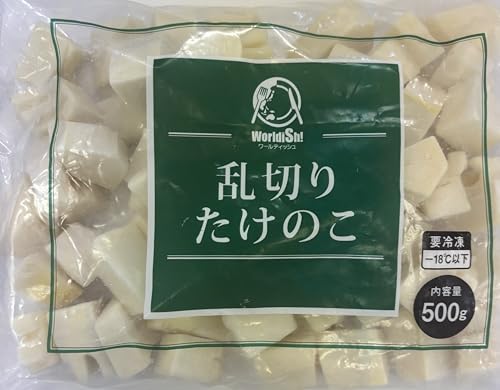 WorldiSh!
ワールディッシュ
乱切り
たけのこ
要冷凍
－18℃以下
内容量
500g